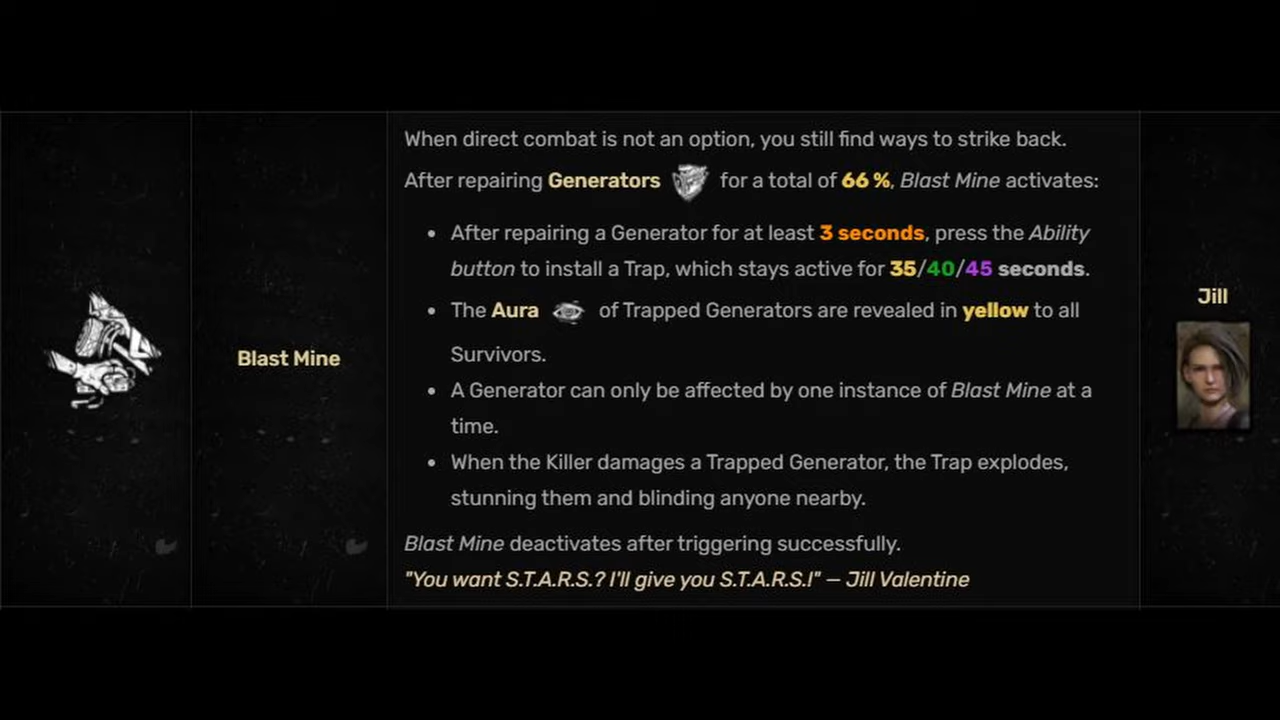 When direct combat is not an option, you still find ways to strike back.
After repairing Generators for a total of 66 %, Blast Mine activates:
• After repairing a Generator for at least 3 seconds, press the Ability
button to install a Trap, which stays active for 35/40/45 seconds.
• The Aura of Trapped Generators are revealed in yellow to all
Survivors.
• A Generator can only be affected by one instance of Blast Mine at a
time.
• When the Killer damages a Trapped Generator, the Trap explodes,
stunning them and blinding anyone nearby.
Blast Mine deactivates after triggering successfully.
"You want S.T.A.R.S.? I'll give you S.T.A.R.S.!" — Jill Valentine
Blast Mine
Jill